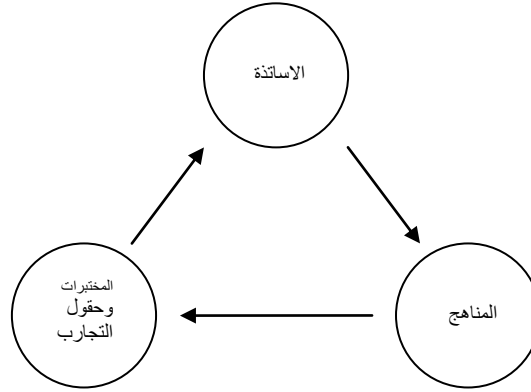 الاساتذة
المناهج
المختبرات
وحقول
التجارب